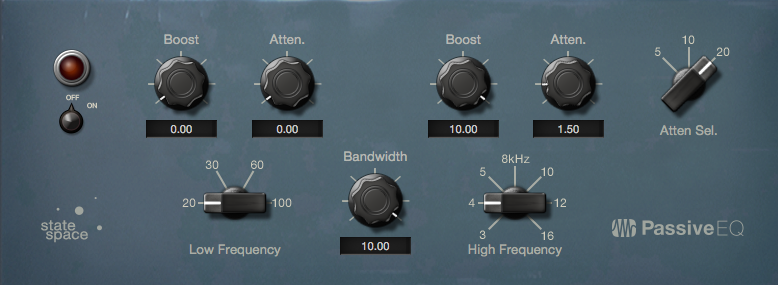 Boost
Atten.
Boost
Atten.
5
10
20
OFF
ON
0.00
0.00
10.00
1.50
Atten Sel.
Bandwidth
20
30
60
100
3
4
5
8kHz
10
12
16
state
space
Low Frequency
10.00
High Frequency
PassiveEQ